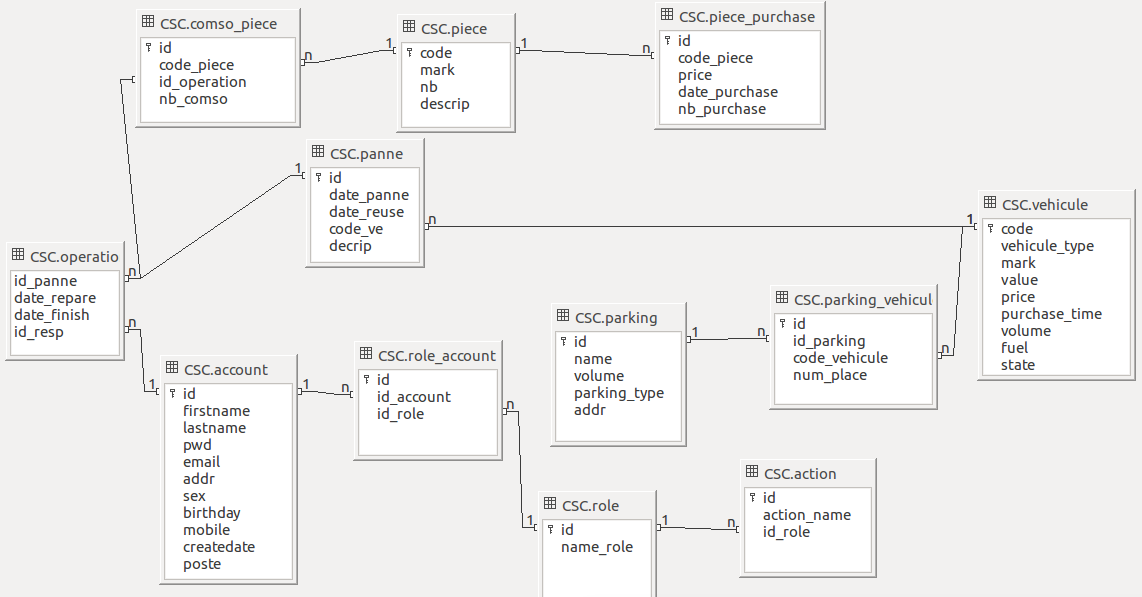 CSC.comso_piece
id
code_piece
id_operation
nb_comso
n
1
CSC.piece
code
mark
nb
descrip
1
n
CSC.piece_purchase
id
code_piece
price
date_purchase
nb_purchase
1
CSC.panne
id
date_panne
date_reuse
code_ve
decrip
n
1
CSC.vehicule
code
vehicule_type
mark
value
price
purchase_time
volume
fuel
state
CSC.operatio
id_panne
date_repare
date_finish
id_resp
n
n
1
CSC.account
id
firstname
lastname
pwd
email
addr
sex
birthday
mobile
createdate
poste
1
n
CSC.role_account
id
id_account
id_role
n
CSC.parking
id
name
volume
parking_type
addr
1
n
CSC.parking_vehicul
id
id_parking
code_vehicule
num_place
n
1
CSC.role
id
name_role
1
n
CSC.action
id
action_name
id_role